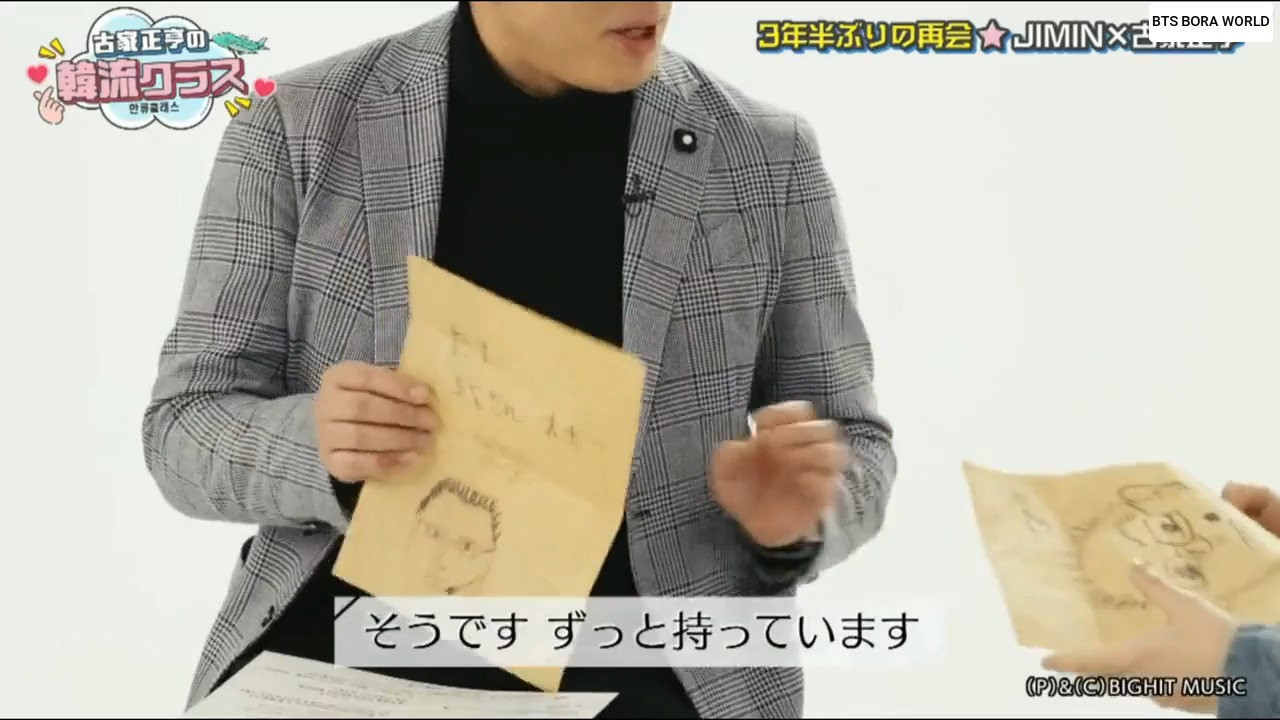 古家正亨の
韓流クラス
한류클래스
3年半ぶりの再会★JIMIN×古家正亨
BTS BORA WORLD
そうです ずっと持っています
(P)&(C)BIGHIT MUSIC